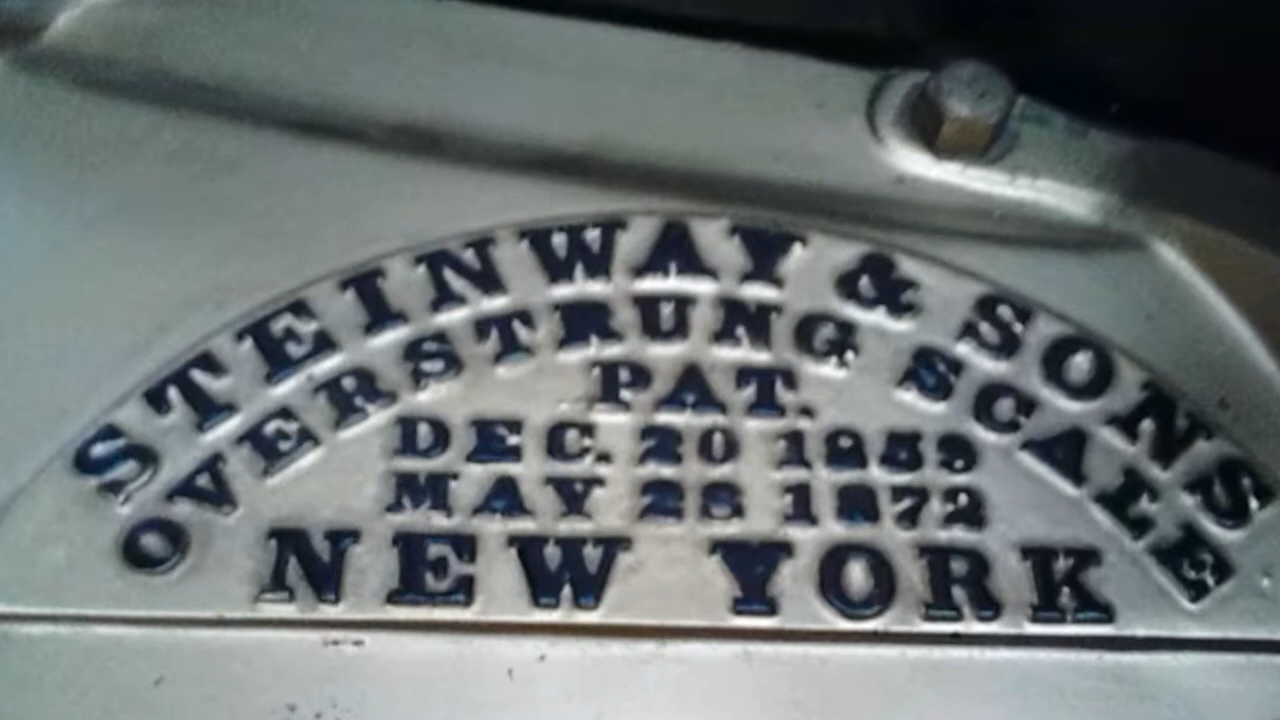 STEINWAY & SONS
OVERSTRUNG SCALE
PAT.
DEC. 20 1859
MAY 28 1872
NEW YORK